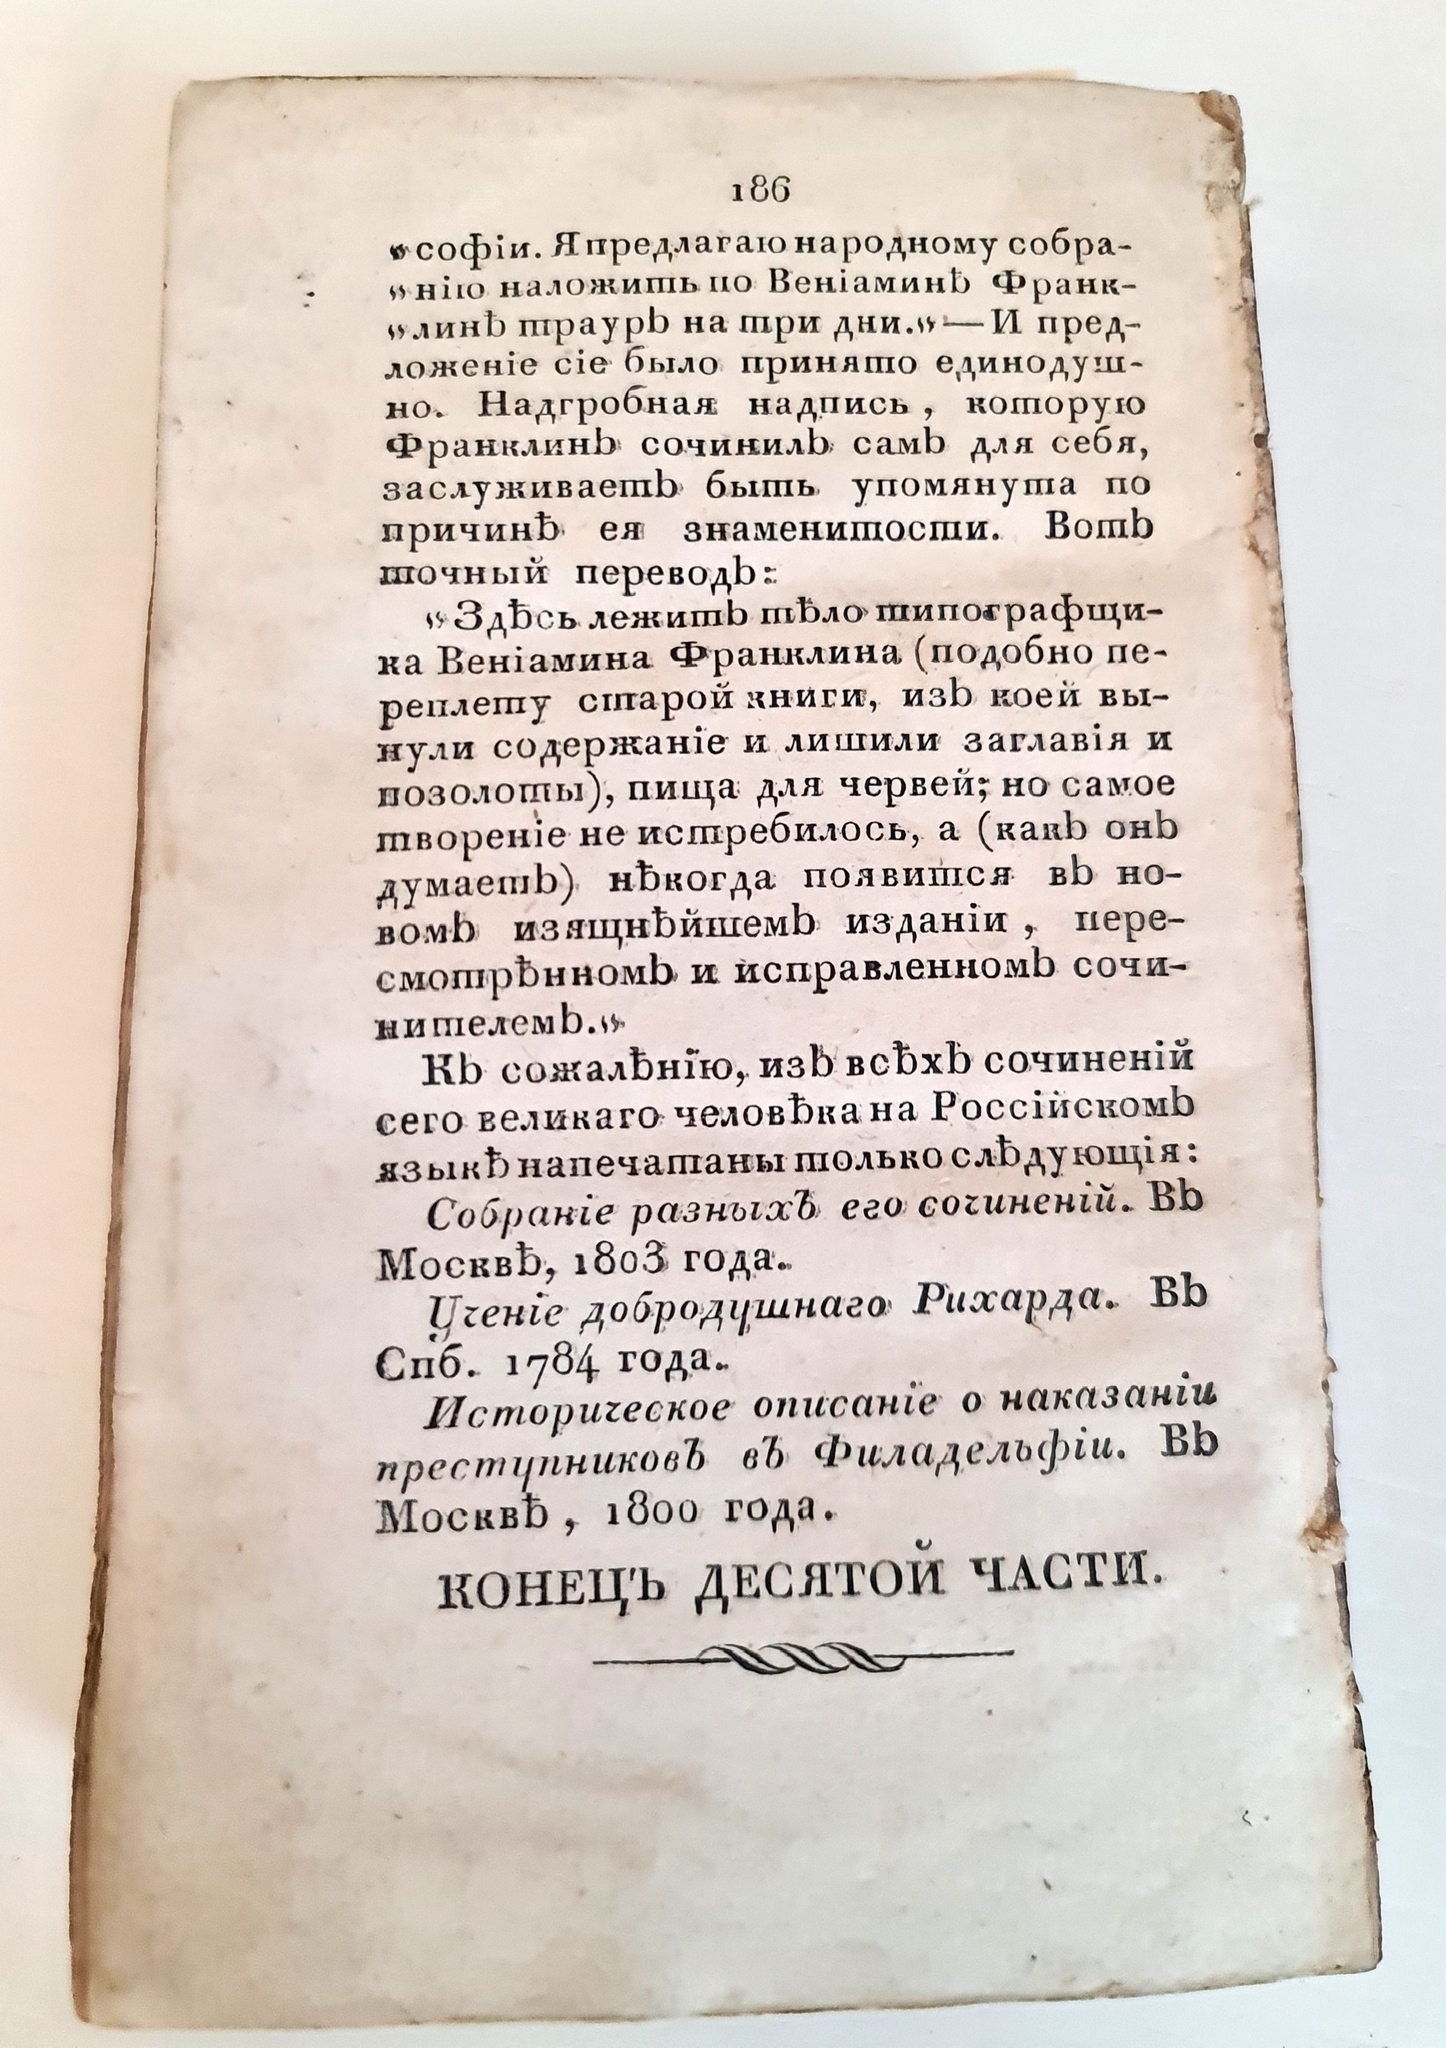 186
»софіи. Я предлагаю народному собра-
»нію наложить по Веніаминѣ Франк-
»линѣ трауръ на три дни.» — И пред-
ложеніе сіе было принято единодуш-
но. Надгробная надпись, которую
Франклинъ сочинилъ самъ для себя,
заслуживаетъ быть упомянута по
причинѣ ея знаменитости. Вотъ
точный переводъ:
»Здѣсь лежитъ тѣло типографщи-
ка Веніамина Франклина (подобно пе-
реплету старой книги, изъ коей вы-
нули содержаніе и лишили заглавія и
позолоты), пища для червей; но самое
твореніе не истребилось, а (какъ онъ
думаетъ) нѣкогда появится въ но-
вомъ изящнѣйшемъ изданіи, пере-
смотрѣнномъ и исправленномъ сочи-
нителемъ.»
Къ сожалѣнїю, изъ всѣхъ сочиненій
сего великаго человѣка на Россійскомъ
языкѣ напечатаны только слѣдующія:
Собраніе разныхъ его сочиненій. Въ
Москвѣ, 1803 года.
Ученіе добродушнаго Рихарда. Въ
Спб. 1784 года.
Историческое описанїе о наказаніи
преступниковъ въ Филадельфіи. Въ
Москвѣ, 1800 года.
КОНЕЦЪ ДЕСЯТОЙ ЧАСТИ.